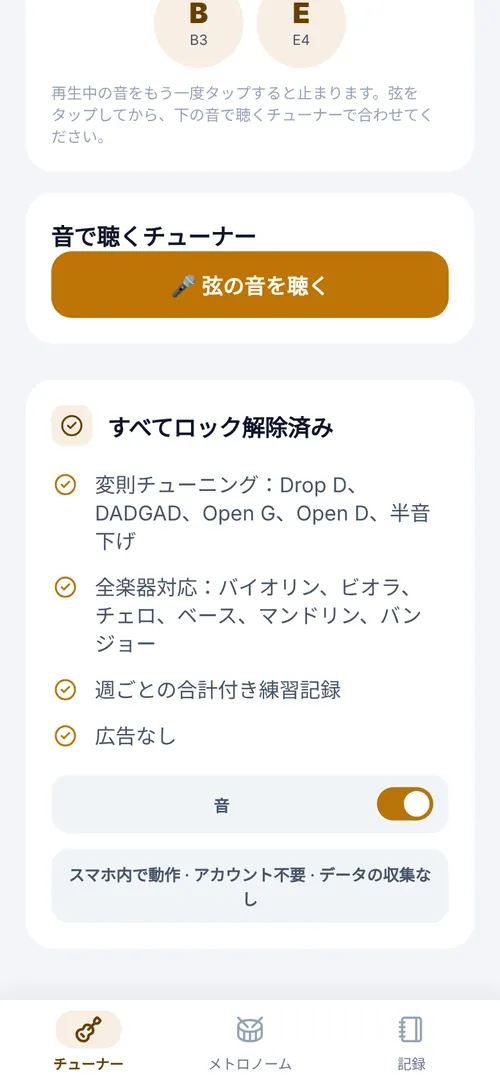 B
E
B3
E4
再生中の音をもう一度タップすると止まります。弦を
タップしてから、下の音で聴くチューナーで合わせてく
ださい。
音で聴くチューナー
🎤 弦の音を聴く
すべてロック解除済み
変則チューニング：Drop D、
DADGAD、Open G、Open D、半音
下げ
全楽器対応：バイオリン、ビオラ、
チェロ、ベース、マンドリン、バン
ジョー
週ごとの合計付き練習記録
広告なし
音
スマホ内で動作 · アカウント不要 · データの収集な
し
チューナー
メトロノーム
記録